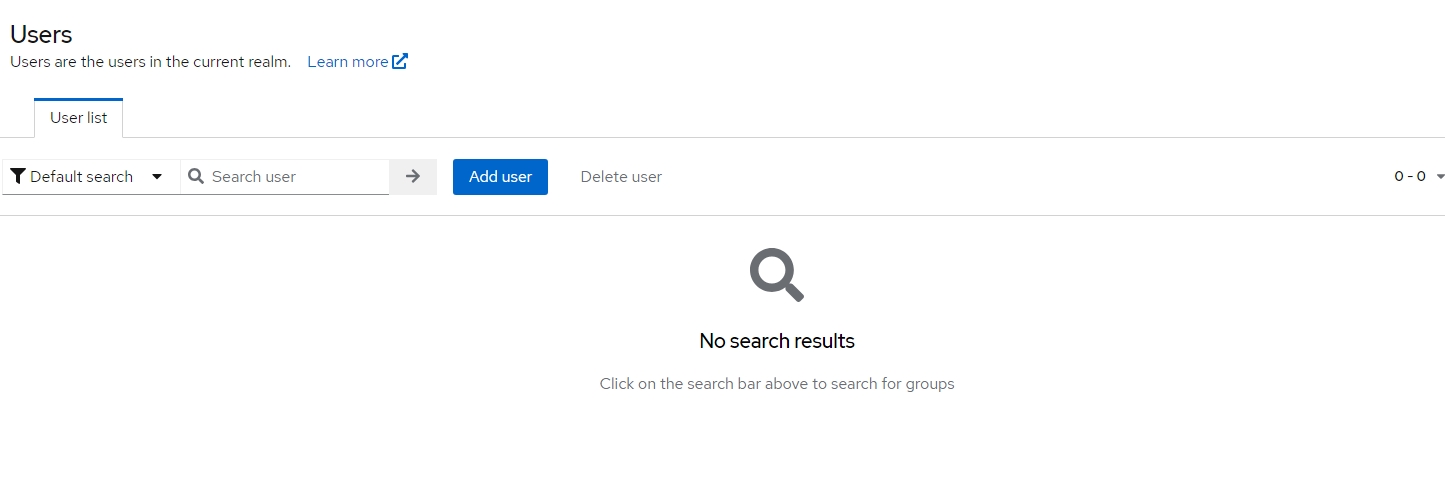 Users
Users are the users in the current realm. Learn more
User list
Default search Search user Add user Delete user 0 - 0
No search results
Click on the search bar above to search for groups